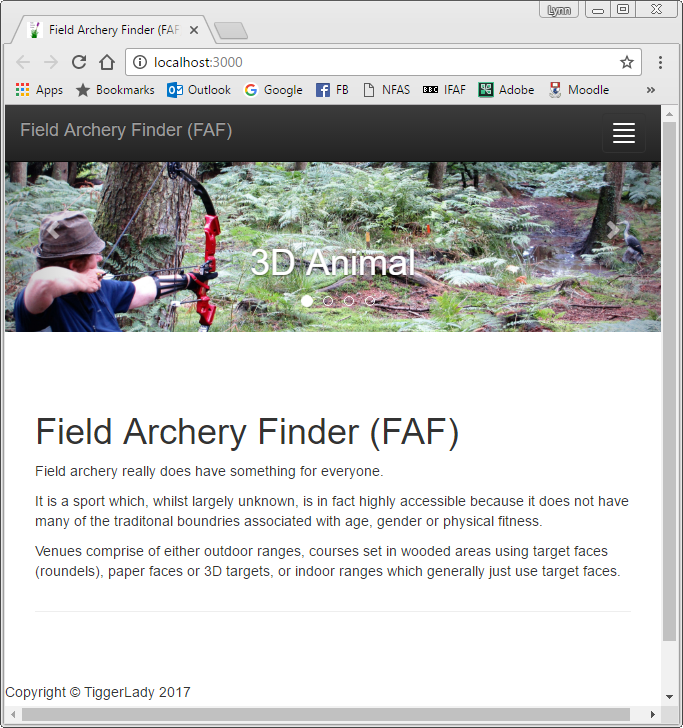 Lynn
Field Archery Finder (FAF
localhost:3000
Apps Bookmarks Outlook Google FB NFAS BBC IFAF Adobe Moodle »
Field Archery Finder (FAF)
3D Animal
Field Archery Finder (FAF)
Field archery really does have something for everyone.
It is a sport which, whilst largely unknown, is in fact highly accessible because it does not have
many of the traditonal boundries associated with age, gender or physical fitness.
Venues comprise of either outdoor ranges, courses set in wooded areas using target faces
(roundels), paper faces or 3D targets, or indoor ranges which generally just use target faces.
Copyright © TiggerLady 2017